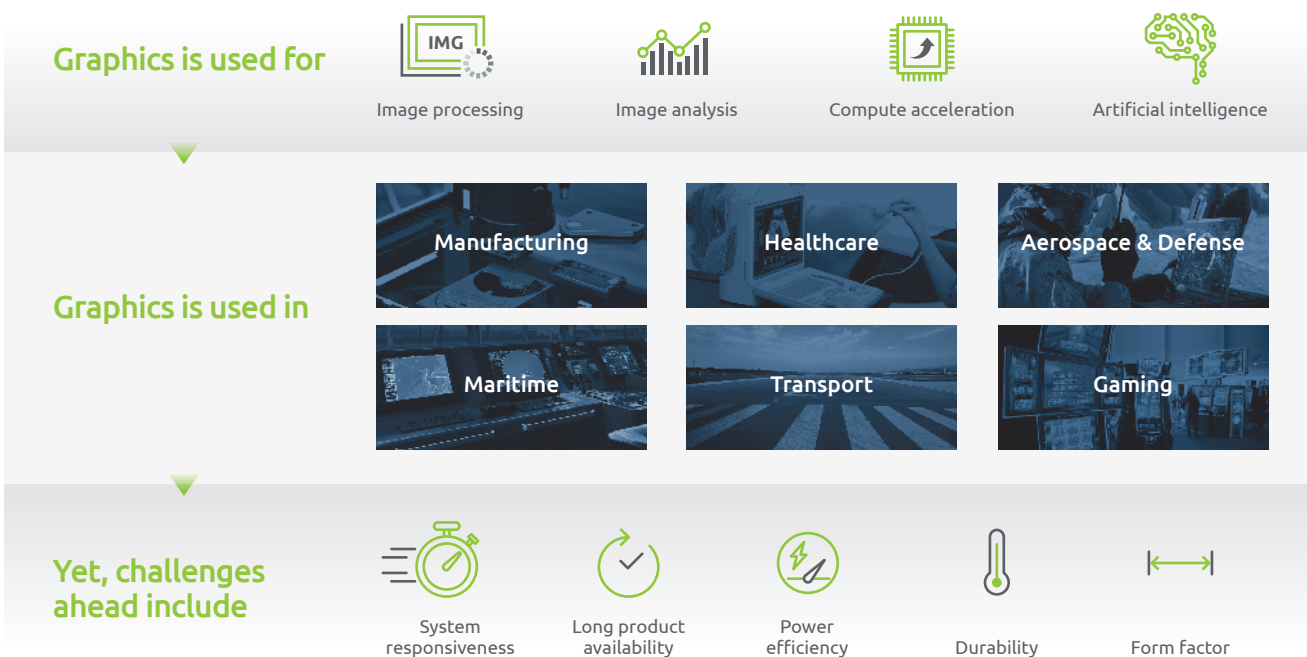 Graphics is used for
IMG
Image processing
Image analysis
Compute acceleration
Artificial intelligence
Graphics is used in
Manufacturing
Healthcare
Aerospace & Defense
Maritime
Transport
Gaming
Yet, challenges
ahead include
System
responsiveness
Long product
availability
Power
efficiency
Durability
Form factor